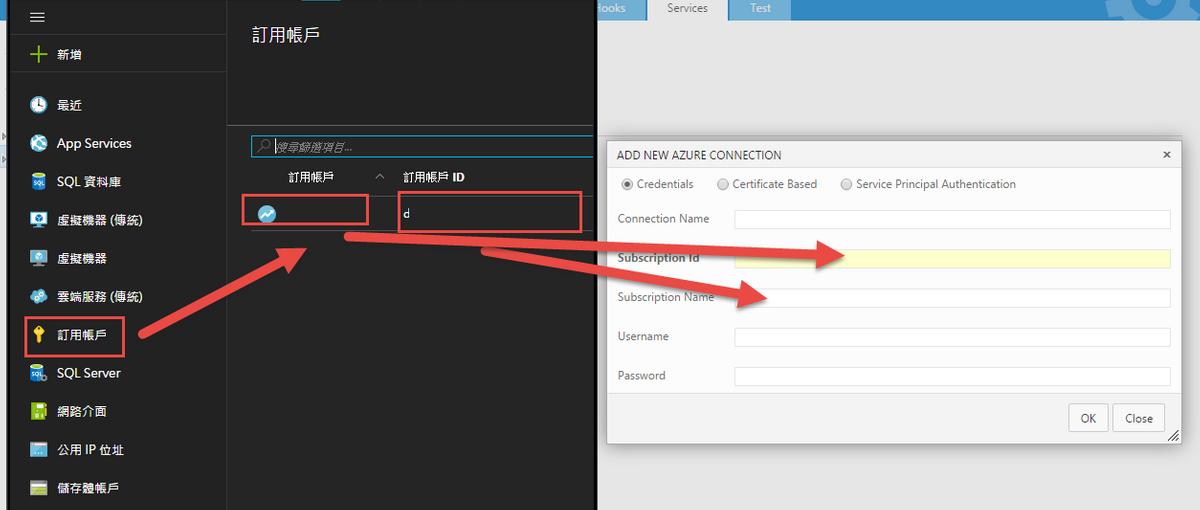 新增
最近
App Services
SQL 資料庫
虛擬機器 (傳統)
虛擬機器
雲端服務 (傳統)
訂用帳戶
SQL Server
網路介面
公用 IP 位址
儲存體帳戶
訂用帳戶
搜尋篩選項目...
訂用帳戶
訂用帳戶 ID
d
Services
Test
ADD NEW AZURE CONNECTION
Credentials
Certificate Based
Service Principal Authentication
Connection Name
Subscription Id
Subscription Name
Username
Password
OK
Close